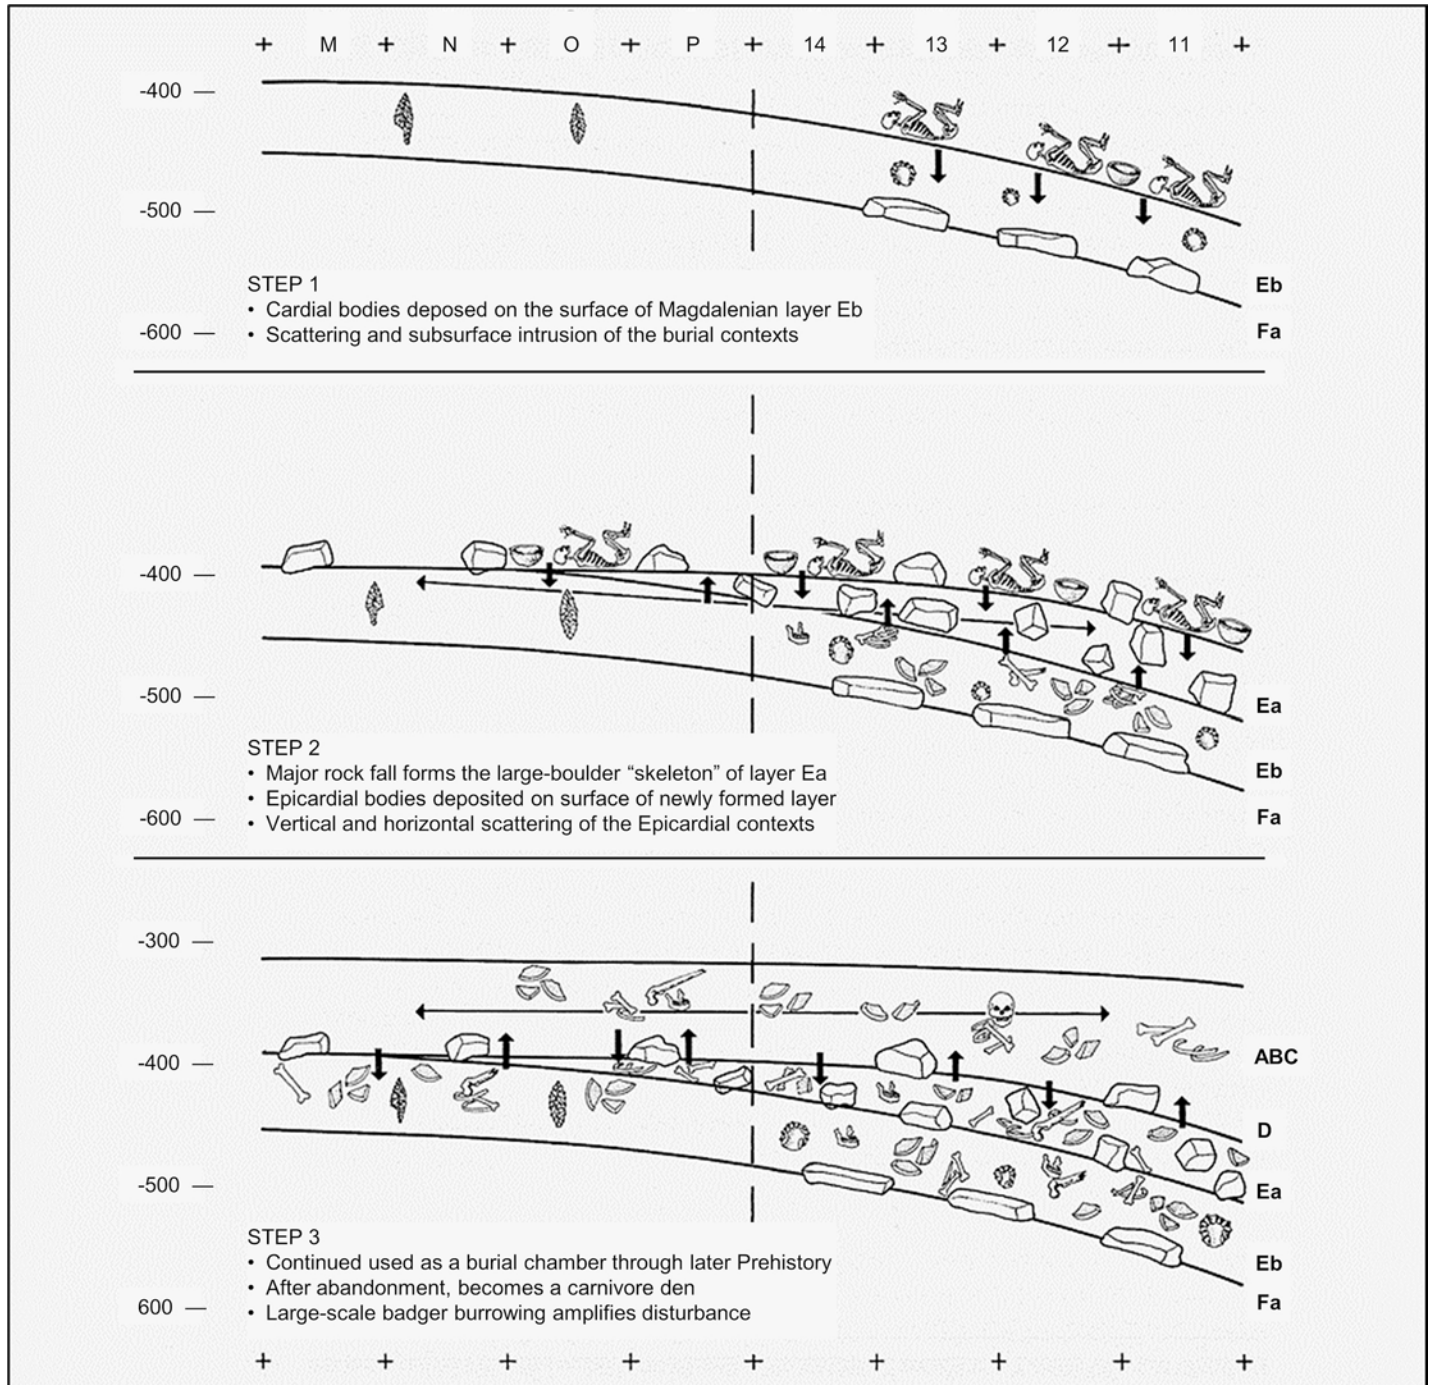 + M + N + O + P + 14 + 13 + 12 + 11 +
-400 —
-500 —
STEP 1
• Cardial bodies deposed on the surface of Magdalenian layer Eb
• Scattering and subsurface intrusion of the burial contexts
-600 —
Eb
Fa
-400 —
-500 —
Ea
STEP 2
• Major rock fall forms the large-boulder “skeleton” of layer Ea
• Epicardial bodies deposited on surface of newly formed layer
• Vertical and horizontal scattering of the Epicardial contexts
-600 —
Eb
Fa
-300 —
-400 —
ABC
D
-500 —
Ea
STEP 3
• Continued used as a burial chamber through later Prehistory
• After abandonment, becomes a carnivore den
• Large-scale badger burrowing amplifies disturbance
600 —
Eb
Fa
+ + + + + + + + +